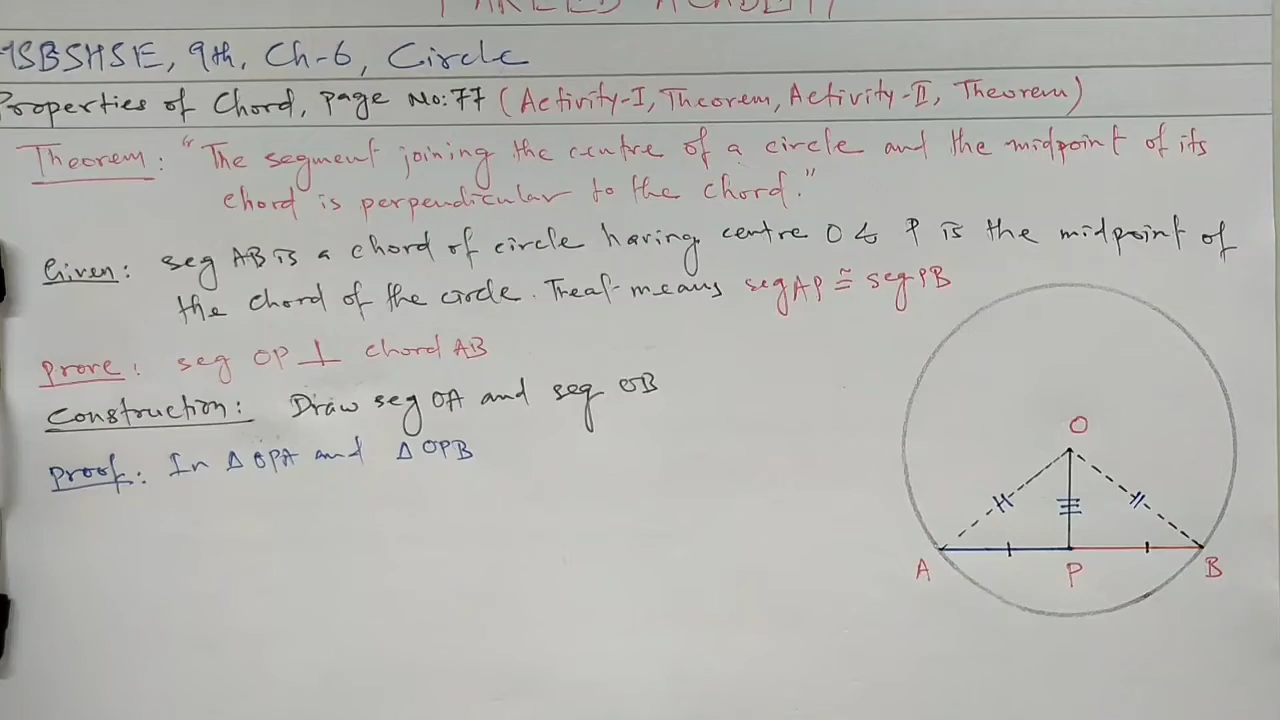 MSBSHSE, 9th, Ch-6, Circle
Properties of Chord, page No:77 (Activity-I, Theorem, Activity-II, Theorem)
Theorem: "The segment joining the centre of a circle and the midpoint of its
chord is perpendicular to the chord."
Given: seg AB is a chord of circle having centre O & P is the midpoint of
the chord of the circle. Treat means seg AP ≅ seg PB
Prove: seg OP ⊥ chord AB
Construction: Draw seg OA and seg OB
Proof: In Δ OPA and Δ OPB
O
A
P
B